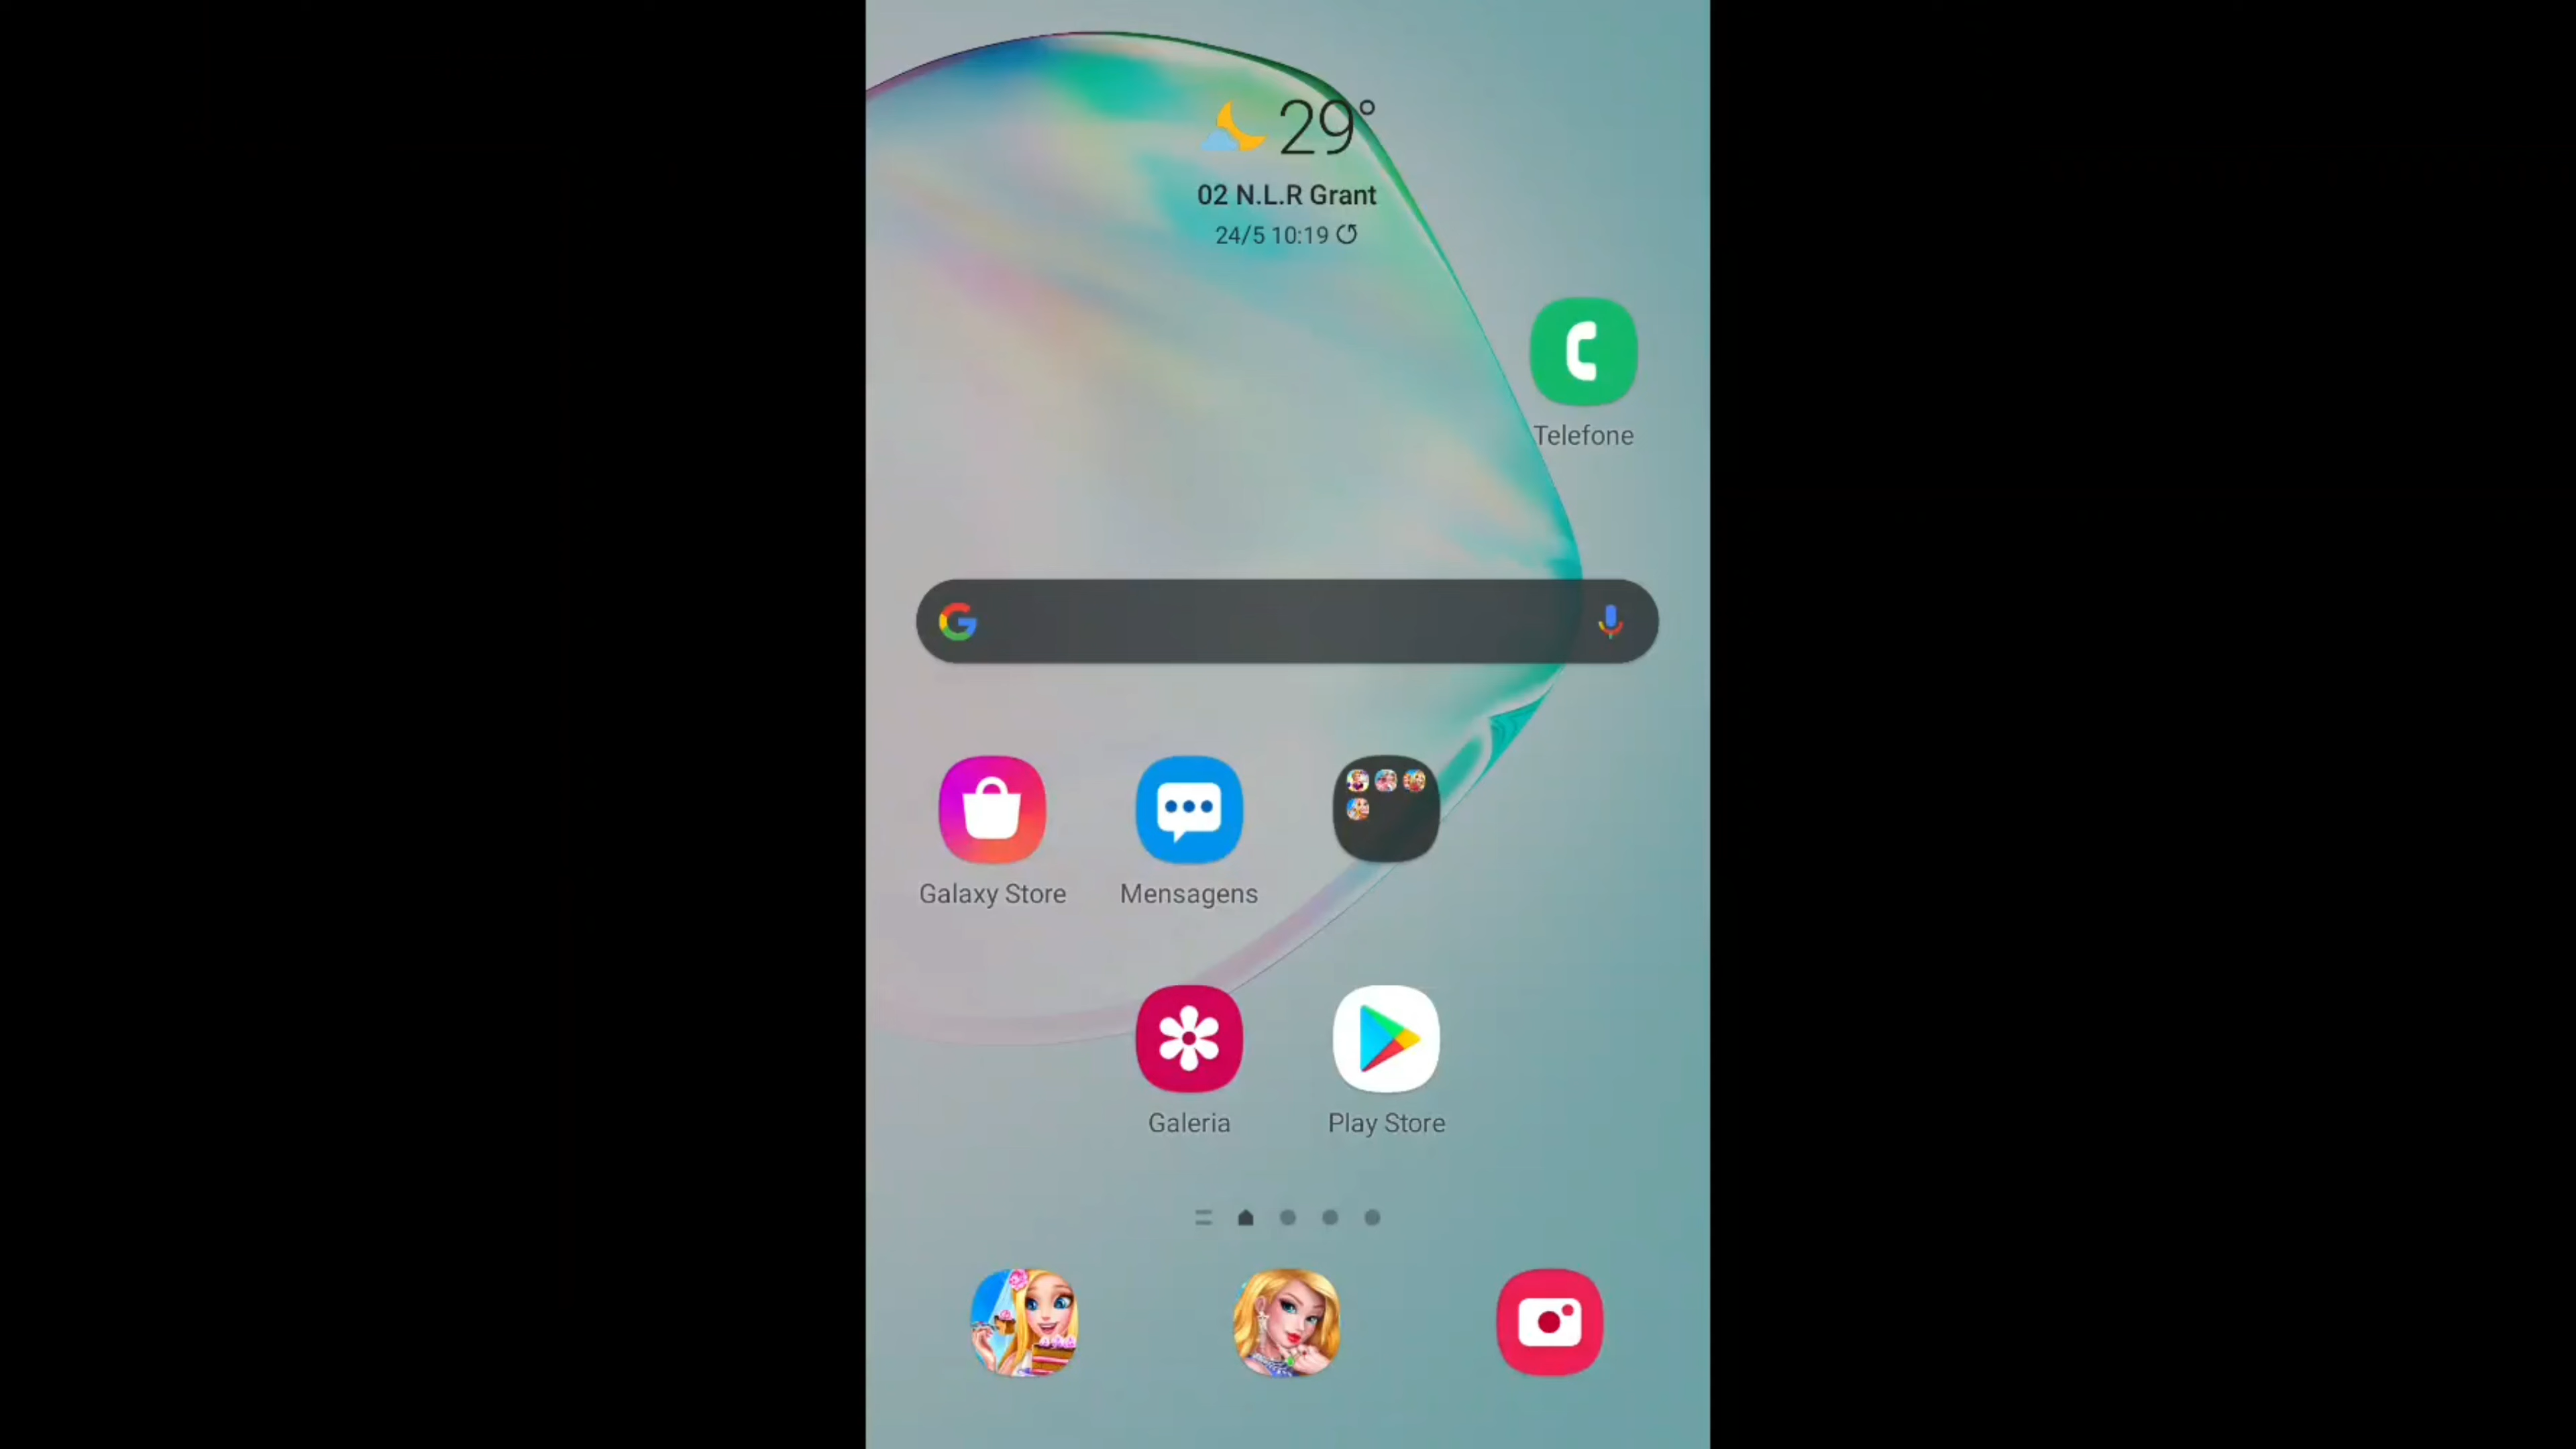 29°
02 N.L.R Grant
24/5 10:19
Telefone
Galaxy Store
Mensagens
Galeria
Play Store